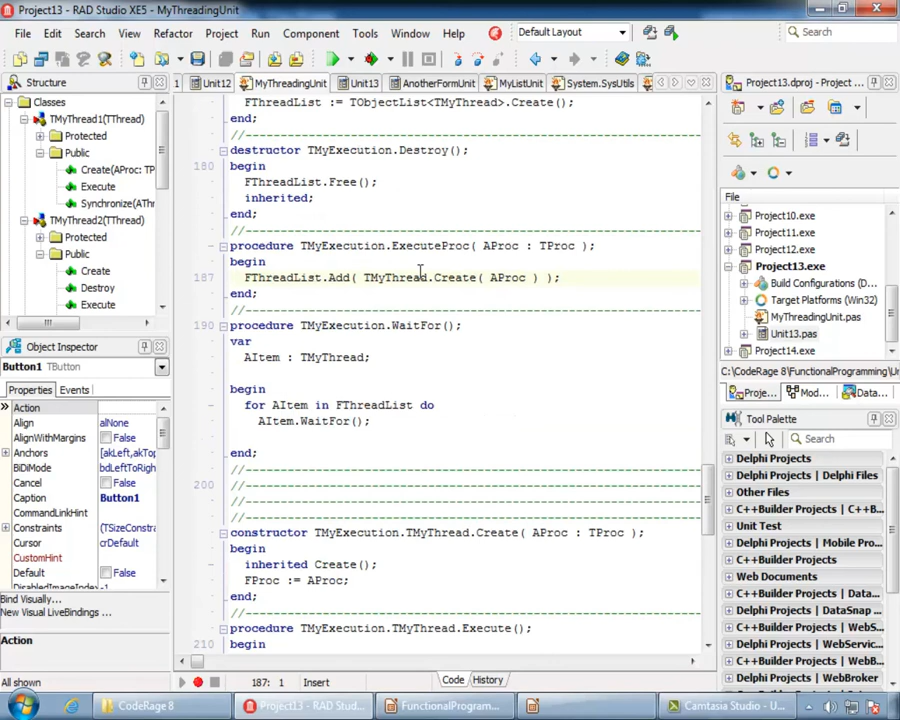 Project13 - RAD Studio XE5 - MyThreadingUnit
File Edit Search View Refactor Project Run Component Tools Window Help
Default Layout
Search
Structure
Unit12 MyThreadingUnit Unit13 AnotherFormUnit MyListUnit System.SysUtils
Project13.dproj - Project ...
Classes
TMyThread1(TThread)
Protected
Public
Create(AProc: TP
Execute
Synchronize(ATh
TMyThread2(TThread)
Protected
Public
Create
Destroy
Execute
Object Inspector
Button1 TButton
Properties Events
Action
Align alNone
AlignWithMargins False
Anchors [akLeft,akTop
BiDiMode bdLeftToRigh
Cancel False
Caption Button1
CommandLinkHint
Constraints (TSizeConstra
Cursor crDefault
CustomHint
Default False
DisabledImageIndex -1
Bind Visually...
New Visual LiveBindings...
Action
All shown
FThreadList := TObjectList<TMyThread>.Create();
end;
//----------------------------------------------------------------
destructor TMyExecution.Destroy();
180 begin
FThreadList.Free();
inherited;
end;
//----------------------------------------------------------------
procedure TMyExecution.ExecuteProc( AProc : TProc );
begin
187 FThreadList.Add( TMyThread.Create( AProc ) );
end;
//----------------------------------------------------------------
190 procedure TMyExecution.WaitFor();
var
AItem : TMyThread;
begin
for AItem in FThreadList do
AItem.WaitFor();
end;
//----------------------------------------------------------------
200 //----------------------------------------------------------------
//----------------------------------------------------------------
//----------------------------------------------------------------
constructor TMyExecution.TMyThread.Create( AProc : TProc );
begin
inherited Create();
FProc := AProc;
end;
//----------------------------------------------------------------
procedure TMyExecution.TMyThread.Execute();
210 begin
187: 1 Insert
Code History
File
Project10.exe
Project11.exe
Project12.exe
Project13.exe
Build Configurations (D...
Target Platforms (Win32)
MyThreadingUnit.pas
Unit13.pas
Project14.exe
C:\CodeRage 8\FunctionalProgramming\Un
Proje... Mod... Data...
Tool Palette
Search
Delphi Projects
Delphi Projects | Delphi Files
Other Files
C++Builder Projects | C++B...
Unit Test
Delphi Projects | Mobile Pro...
C++Builder Projects
Web Documents
C++Builder Projects | Data...
Delphi Projects | DataSnap ...
C++Builder Projects | WebS...
Delphi Projects | WebServic...
C++Builder Projects | WebB...
Delphi Projects | WebBroker
CodeRage 8
Project13 - RAD Stu...
FunctionalProgram...
Camtasia Studio - U...